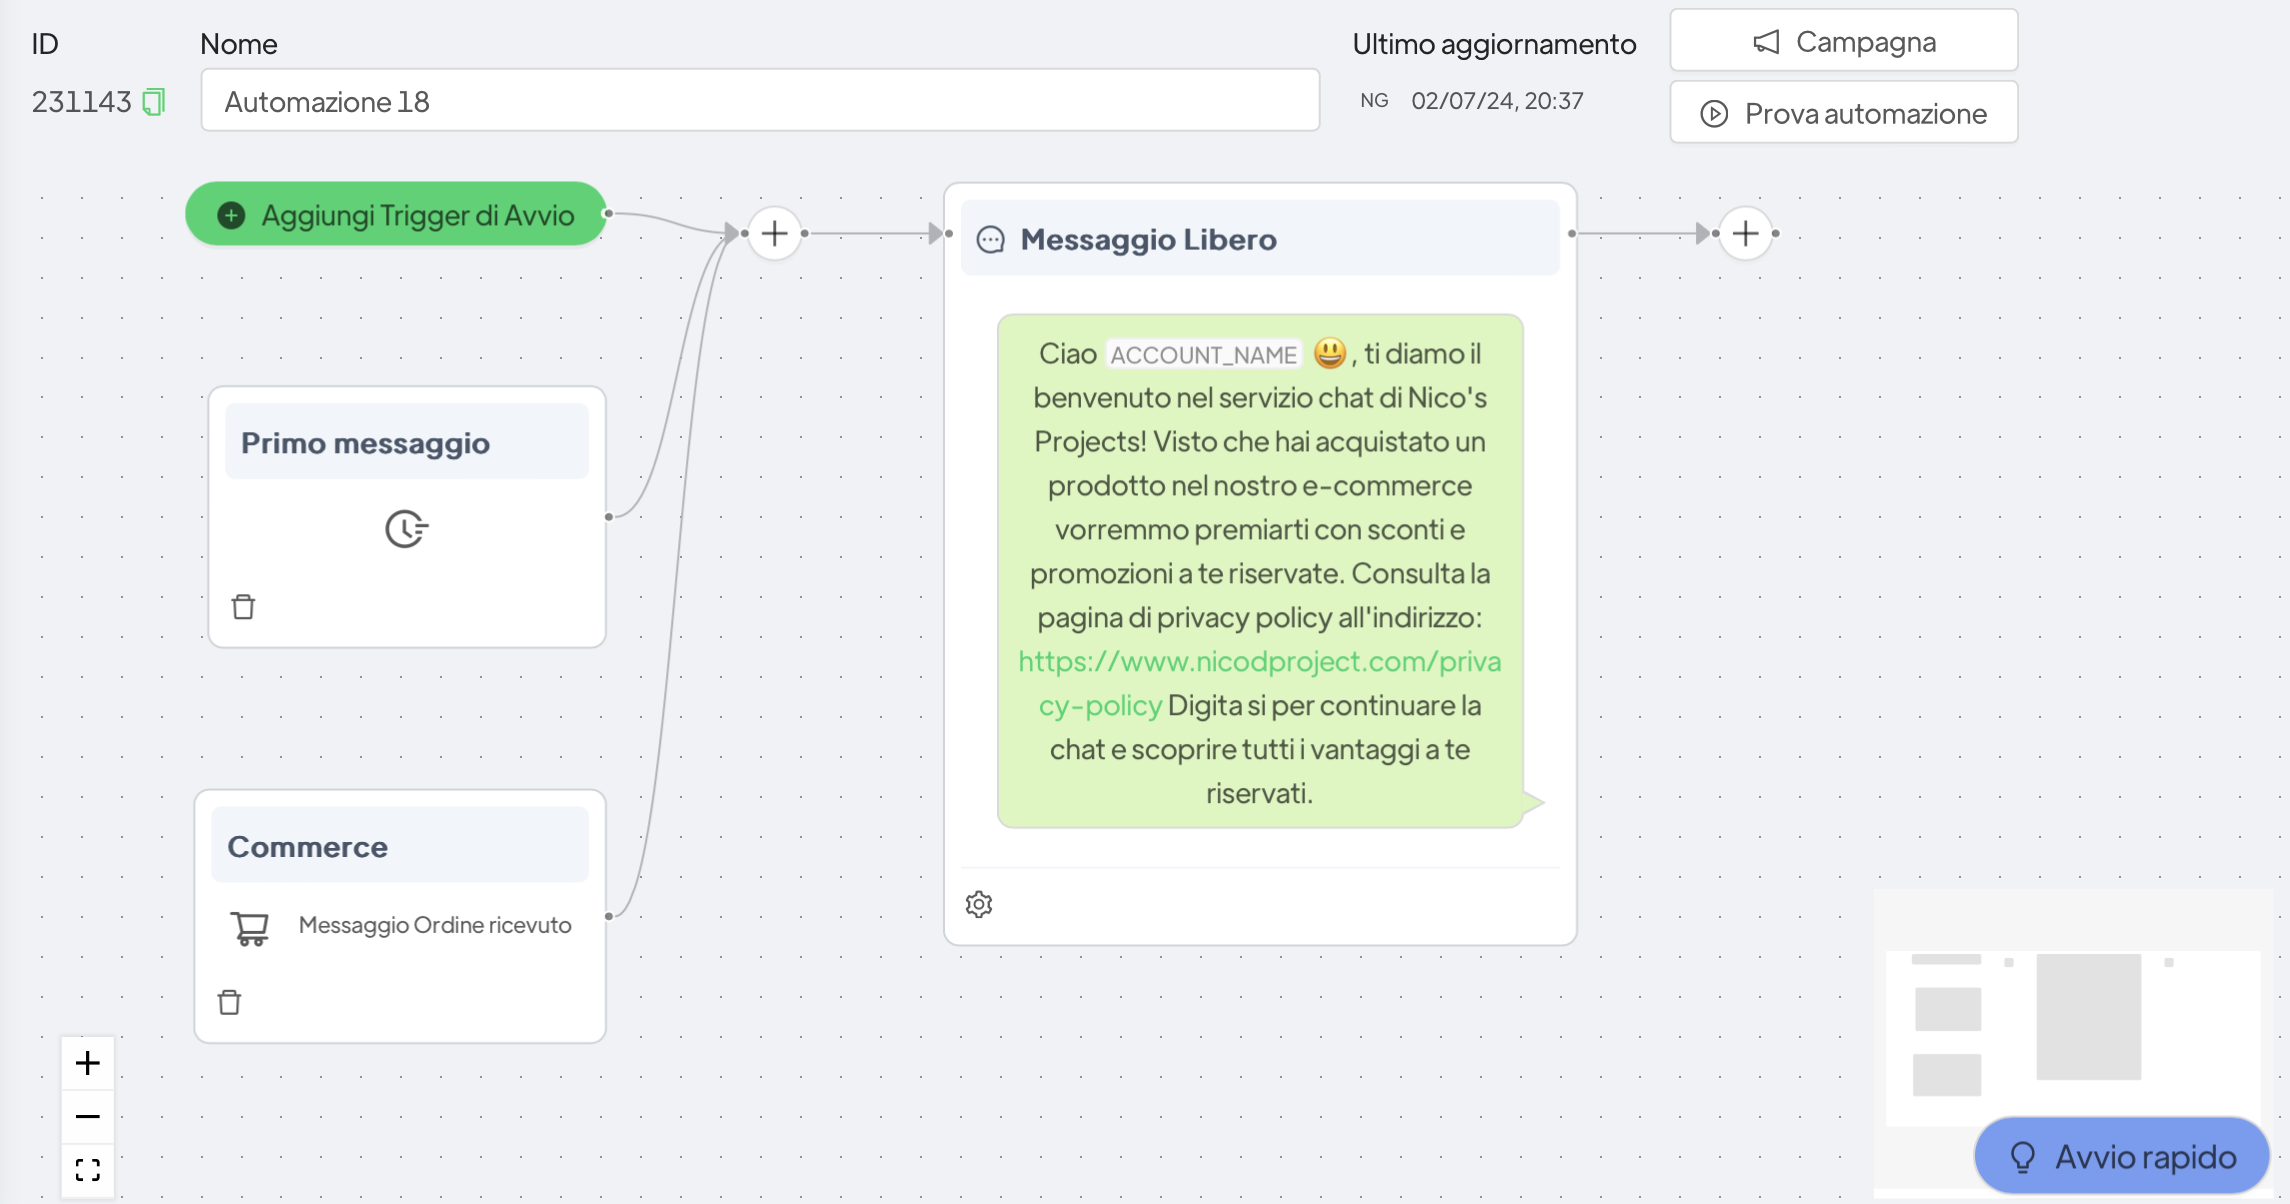 ID
Nome
Ultimo aggiornamento
Campagna
231143
Automazione 18
NG 02/07/24, 20:37
Prova automazione
Aggiungi Trigger di Avvio
Primo messaggio
Commerce
Messaggio Ordine ricevuto
Messaggio Libero
Ciao ACCOUNT_NAME 😃 , ti diamo il
benvenuto nel servizio chat di Nico's
Projects! Visto che hai acquistato un
prodotto nel nostro e-commerce
vorremmo premiarti con sconti e
promozioni a te riservate. Consulta la
pagina di privacy policy all'indirizzo:
https://www.nicodproject.com/priva
cy-policy Digita si per continuare la
chat e scoprire tutti i vantaggi a te
riservati.
Avvio rapido